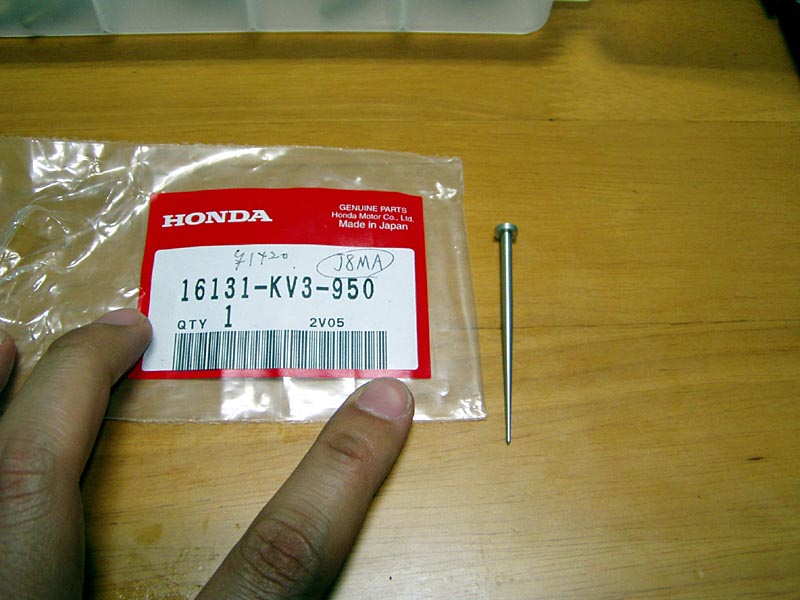 HONDA
GENUINE PARTS
Honda Motor Co., Ltd.
Made in Japan
J8MA
16131-KV3-950
QTY 1 2V05